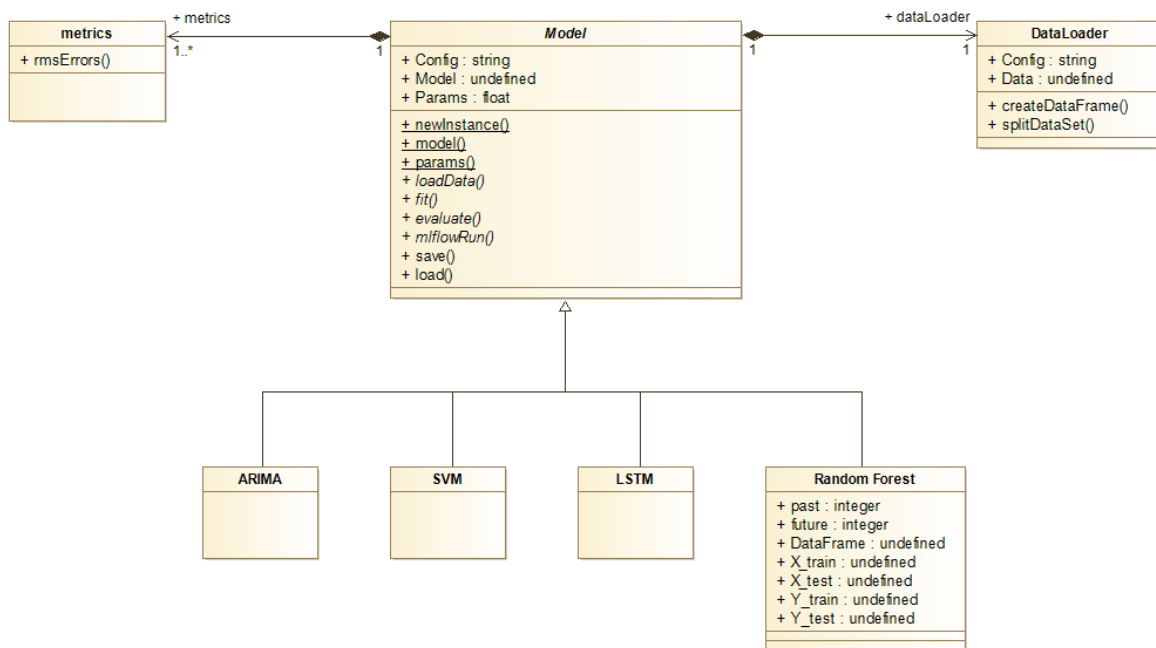 + metrics
+ dataLoader
metrics
+ rmsErrors()
1..*
1
Model
+ Config : string
+ Model : undefined
+ Params : float
+ newInstance()
+ model()
+ params()
+ loadData()
+ fit()
+ evaluate()
+ mlflowRun()
+ save()
+ load()
1
1
DataLoader
+ Config : string
+ Data : undefined
+ createDataFrame()
+ splitDataSet()
ARIMA
SVM
LSTM
Random Forest
+ past : integer
+ future : integer
+ DataFrame : undefined
+ X_train : undefined
+ X_test : undefined
+ Y_train : undefined
+ Y_test : undefined